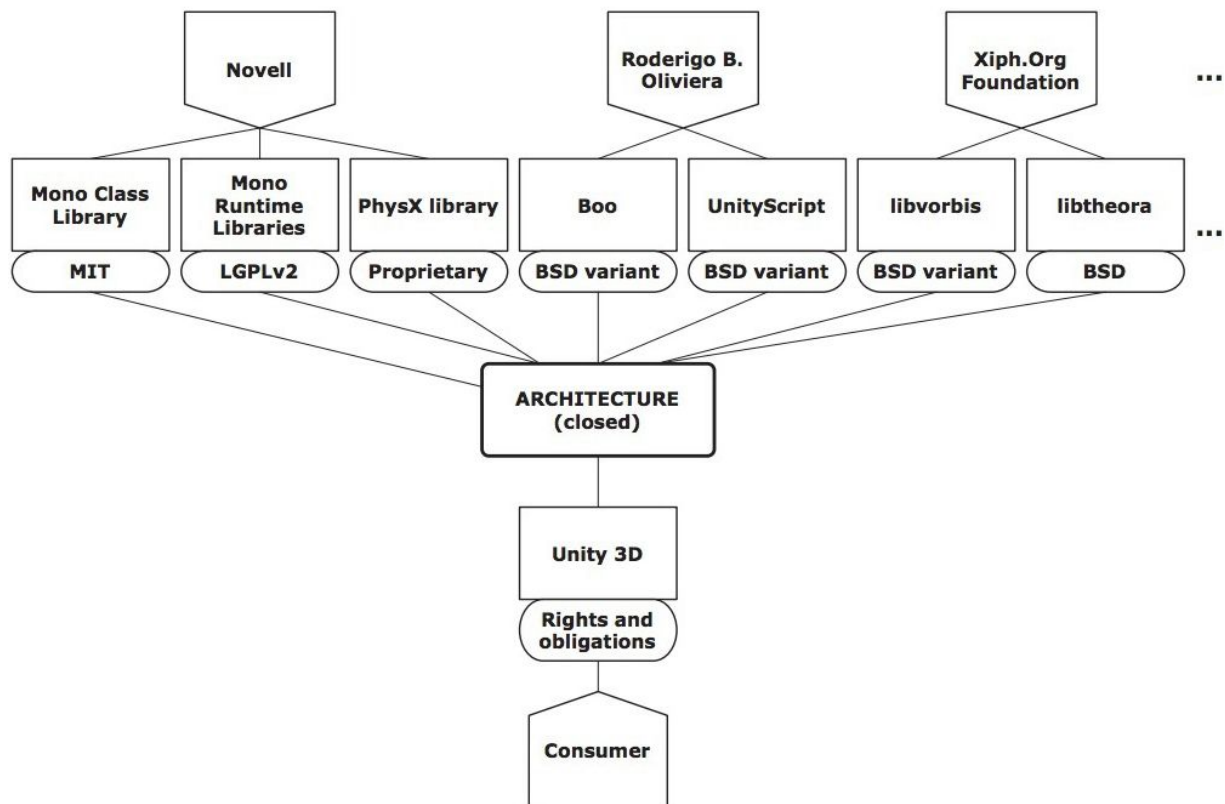 Novell
Roderigo B.
Oliviera
Xiph.Org
Foundation
...
Mono Class
Library
Mono
Runtime
Libraries
PhysX library
Boo
UnityScript
libvorbis
libtheora
...
MIT
LGPLv2
Proprietary
BSD variant
BSD variant
BSD variant
BSD
ARCHITECTURE
(closed)
Unity 3D
Rights and
obligations
Consumer